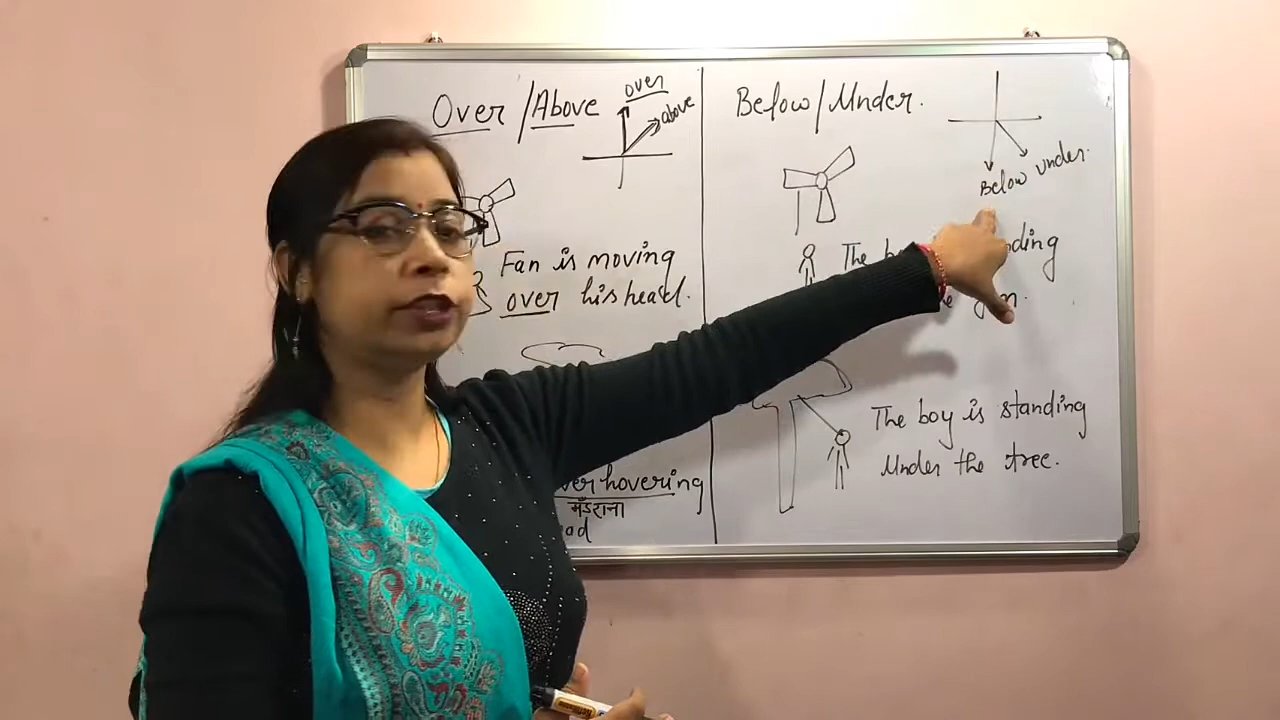 Over / Above
over
above
Fan is moving
over his head.
hovering
मँडराना
Below / Under.
Below under.
The
The boy is standing
Under the tree.